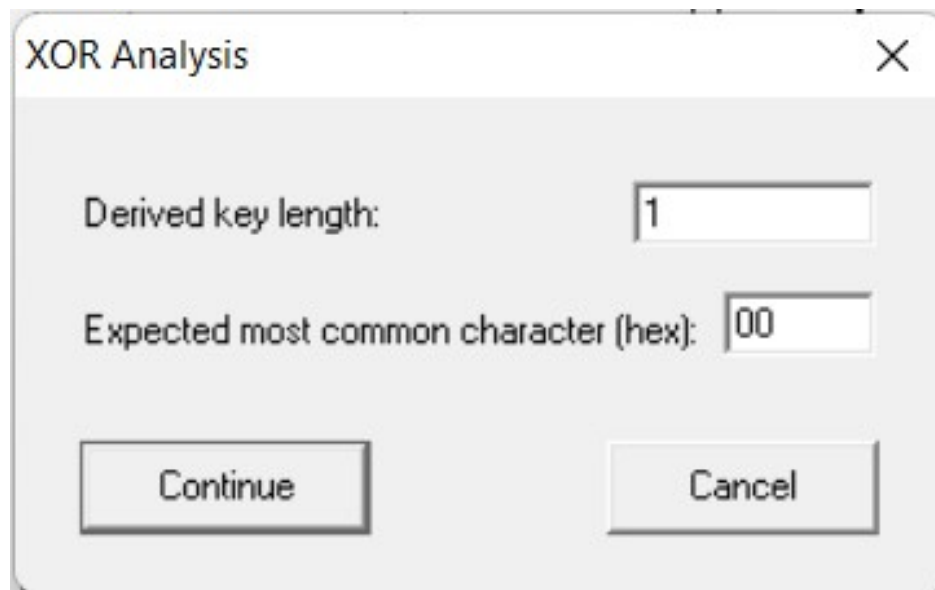 XOR Analysis
Derived key length: 1
Expected most common character (hex): 00
Continue Cancel